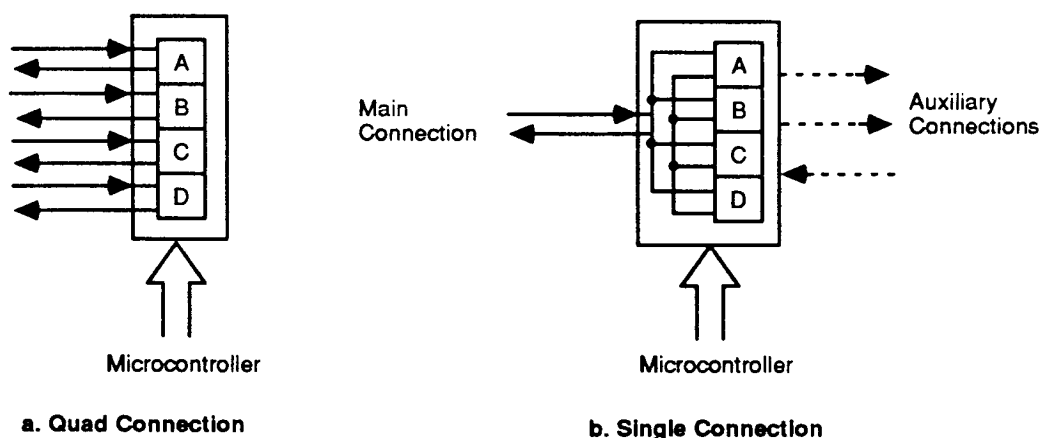 A
B
C
D
Microcontroller
a. Quad Connection
Main
Connection
A
B
C
D
Auxiliary
Connections
Microcontroller
b. Single Connection